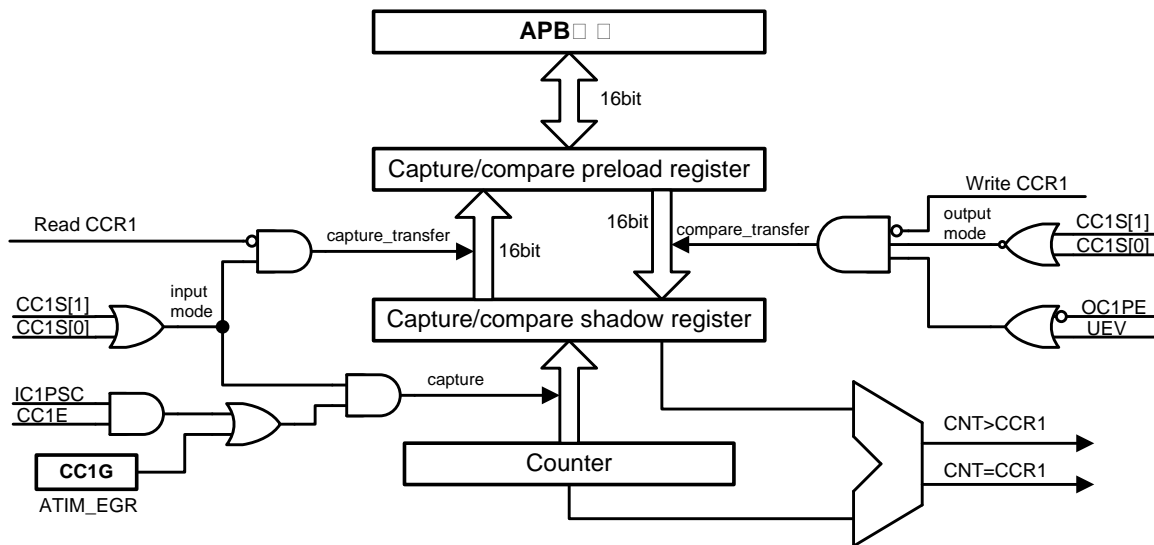 APB
16bit
Capture/compare preload register
Write CCR1
Read CCR1
capture_transfer
16bit
16bit
compare_transfer
output
mode
CC1S[1]
CC1S[0]
CC1S[1]
CC1S[0]
input
mode
Capture/compare shadow register
OC1PE
UEV
IC1PSC
CC1E
capture
CC1G
ATIM_EGR
Counter
CNT>CCR1
CNT=CCR1